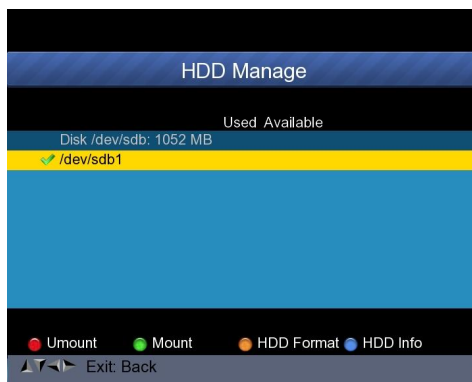 HDD Manage
Used Available
Disk /dev/sdb: 1052 MB
/dev/sdb1
Umount Mount HDD Format HDD Info
Exit: Back